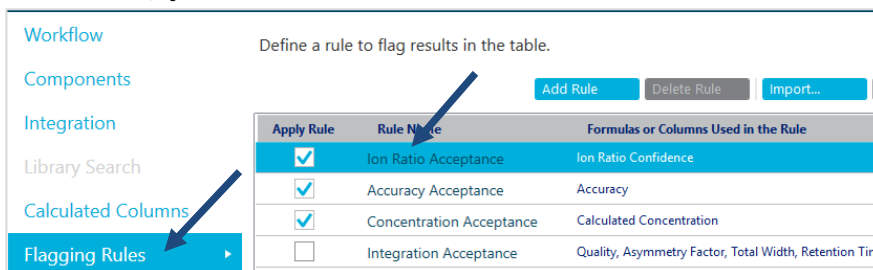 Workflow
Components
Integration
Library Search
Calculated Columns
Flagging Rules
Define a rule to flag results in the table.
Add Rule Delete Rule Import...
Apply Rule Rule Formulas or Columns Used in the Rule
Ion Ratio Acceptance Ion Ratio Confidence
Accuracy Acceptance Accuracy
Concentration Acceptance Calculated Concentration
Integration Acceptance Quality, Asymmetry Factor, Total Width, Retention